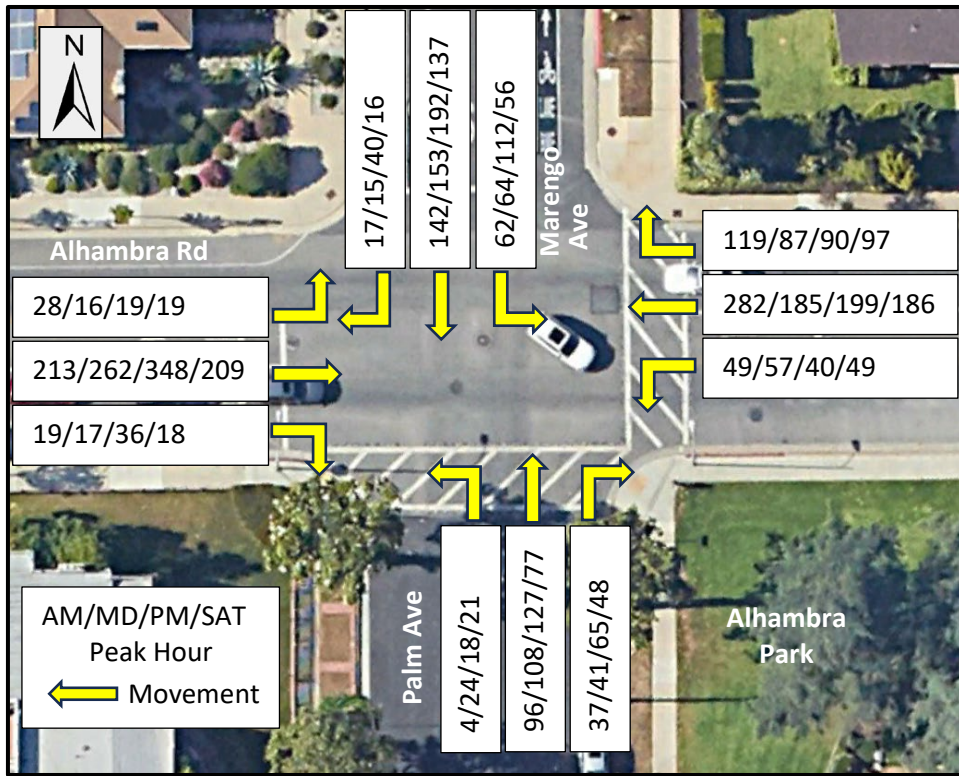 N
17/15/40/16
142/153/192/137
62/64/112/56
Marengo
Ave
Alhambra Rd
119/87/90/97
28/16/19/19
282/185/199/186
213/262/348/209
49/57/40/49
19/17/36/18
AM/MD/PM/SAT
Peak Hour
Movement
Palm Ave
4/24/18/21
96/108/127/77
37/41/65/48
Alhambra
Park